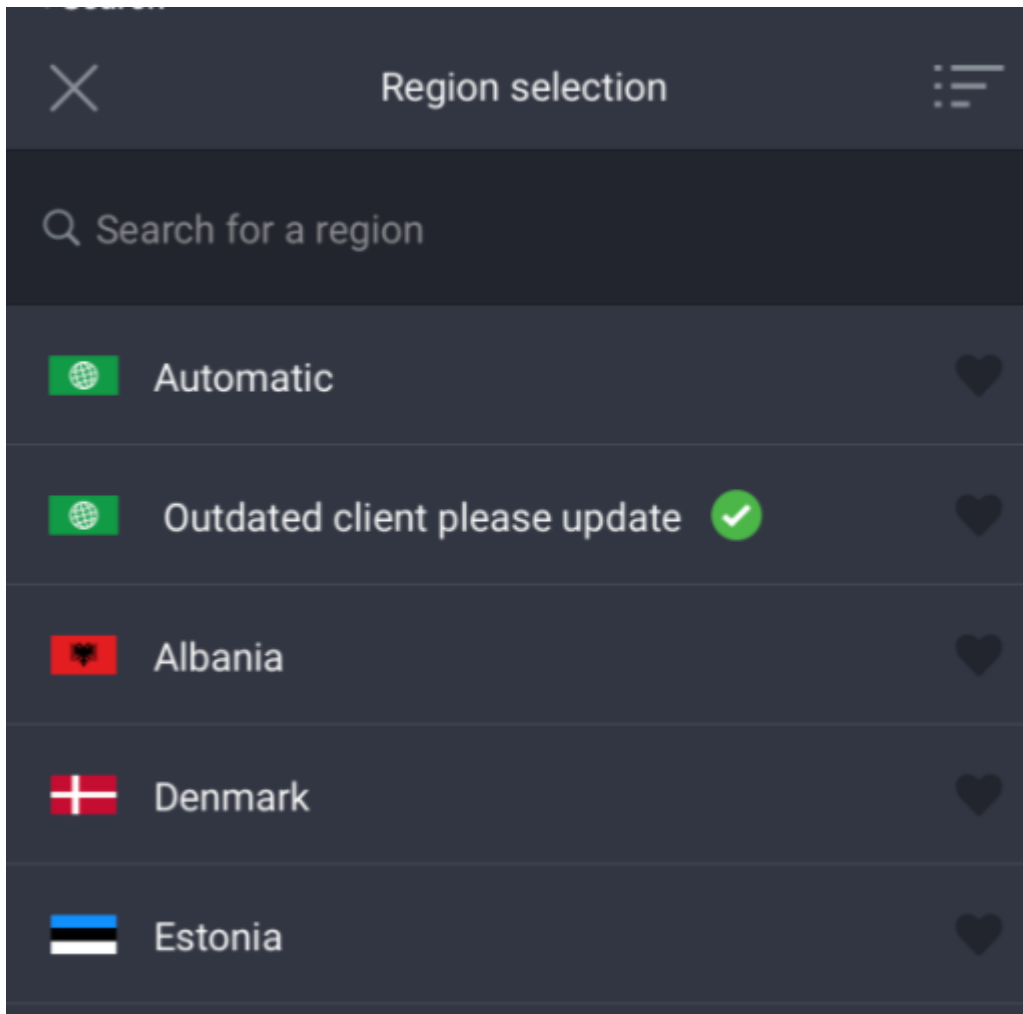 Region selection
Search for a region
Automatic
Outdated client please update
Albania
Denmark
Estonia